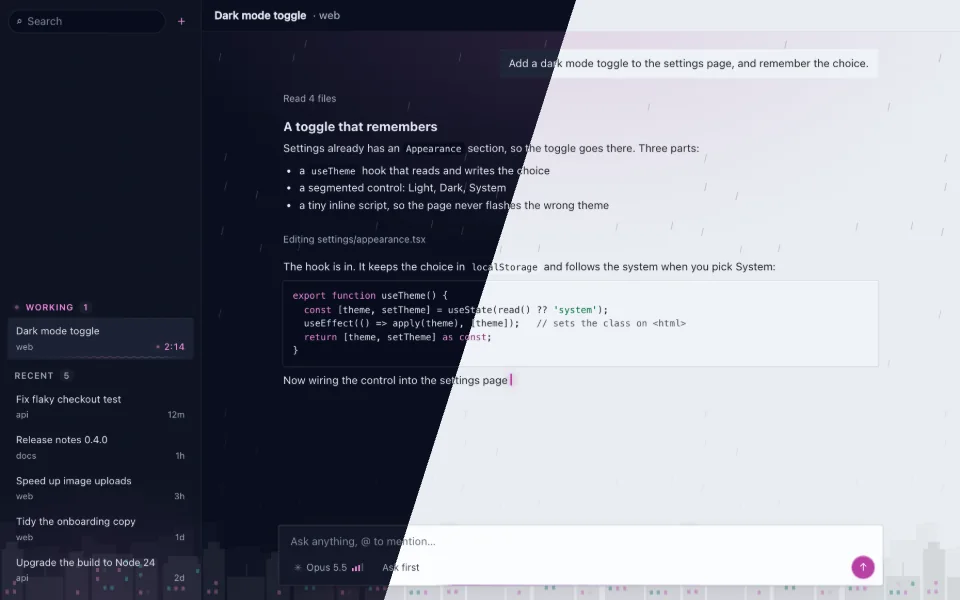 Search
+
WORKING 1
Dark mode toggle
web
2:14
RECENT 5
Fix flaky checkout test
api 12m
Release notes 0.4.0
docs 1h
Speed up image uploads
web 3h
Tidy the onboarding copy
web 1d
Upgrade the build to Node 24
api 2d
Dark mode toggle · web
Add a dark mode toggle to the settings page, and remember the choice.
Read 4 files
A toggle that remembers
Settings already has an Appearance section, so the toggle goes there. Three parts:
• a useTheme hook that reads and writes the choice
• a segmented control: Light, Dark, System
• a tiny inline script, so the page never flashes the wrong theme
Editing settings/appearance.tsx
The hook is in. It keeps the choice in localStorage and follows the system when you pick System:
export function useTheme() {
const [theme, setTheme] = useState(read() ?? 'system');
useEffect(() => apply(theme), [theme]); // sets the class on <html>
return [theme, setTheme] as const;
}
Now wiring the control into the settings page
Ask anything, @ to mention…
Opus 5.5 Ask first